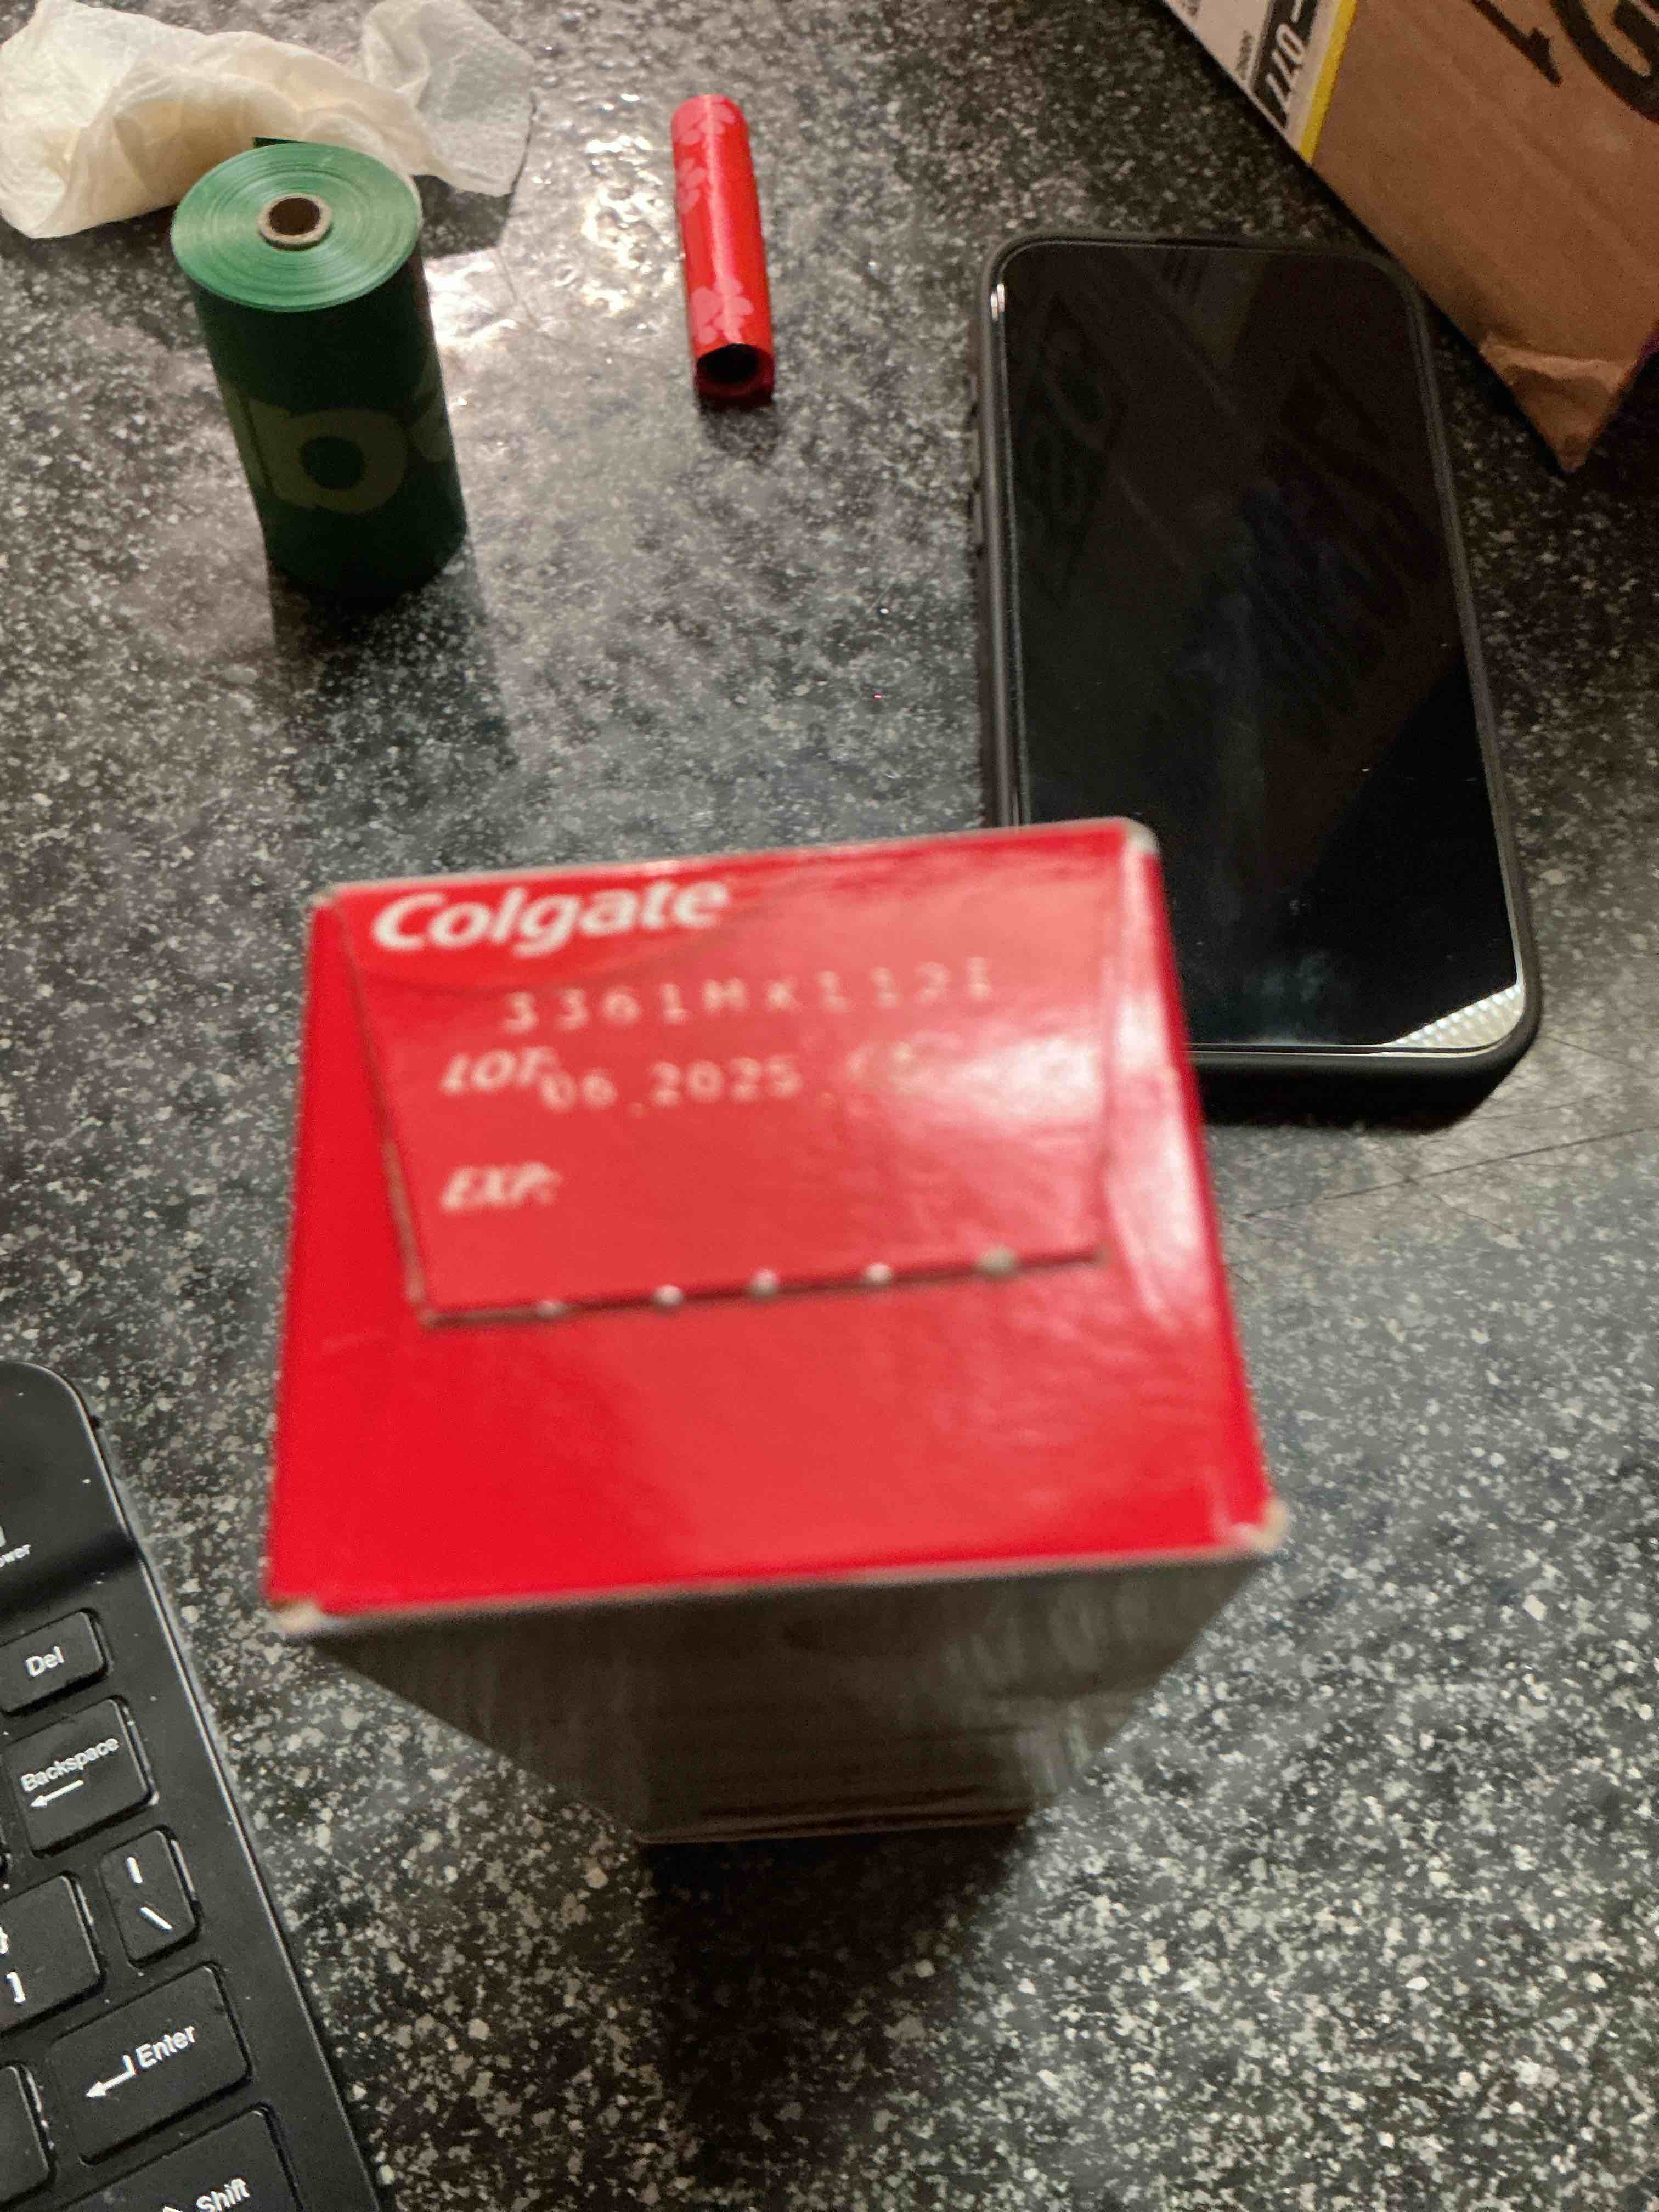 Colgate
3361MX1121
LOT:
06.2025
EXP:
Del
Backspace
]
\
Enter
Shift